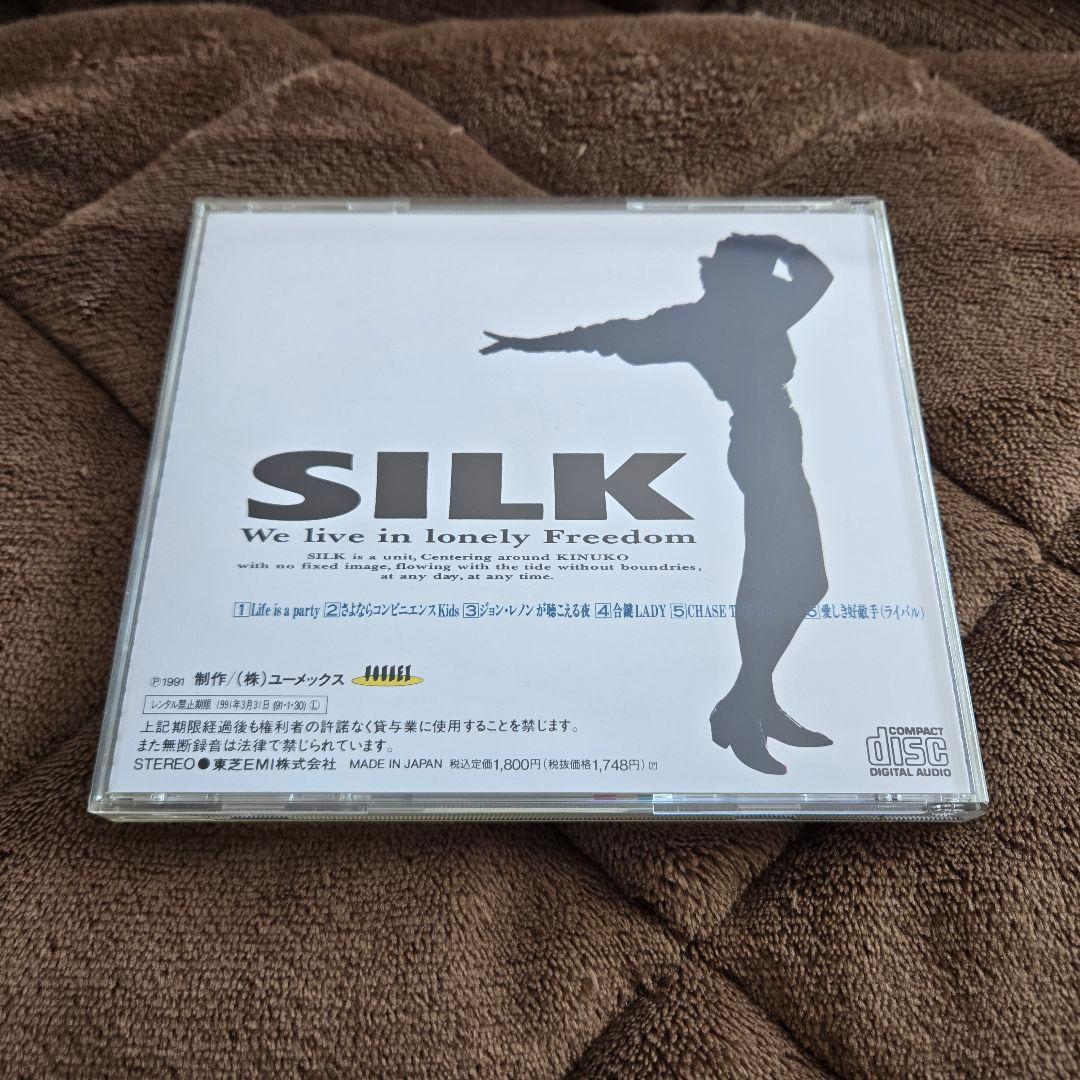 SILK
We live in lonely Freedom
SILK is a unit, Centering around KINUKO
with no fixed image, flowing with the tide without boundries,
at any day, at any time.
1 Life is a party 2 さよならコンビニエンスKids 3 ジョン・レノンが聴こえる夜 4 合鍵LADY 5 CHASE 6 愛しき好敵手(ライバル)
Ⓟ1991 制作/(株)ユーメックス
レンタル禁止期限 1991年3月31日 (91・1・30) Ⓛ
上記期限経過後も権利者の許諾なく貸与業に使用することを禁じます。
また無断録音は法律で禁じられています。
STEREO●東芝EMI株式会社 MADE IN JAPAN 税込定価1,800円(税抜価格1,748円)
COMPACT
disc
DIGITAL AUDIO